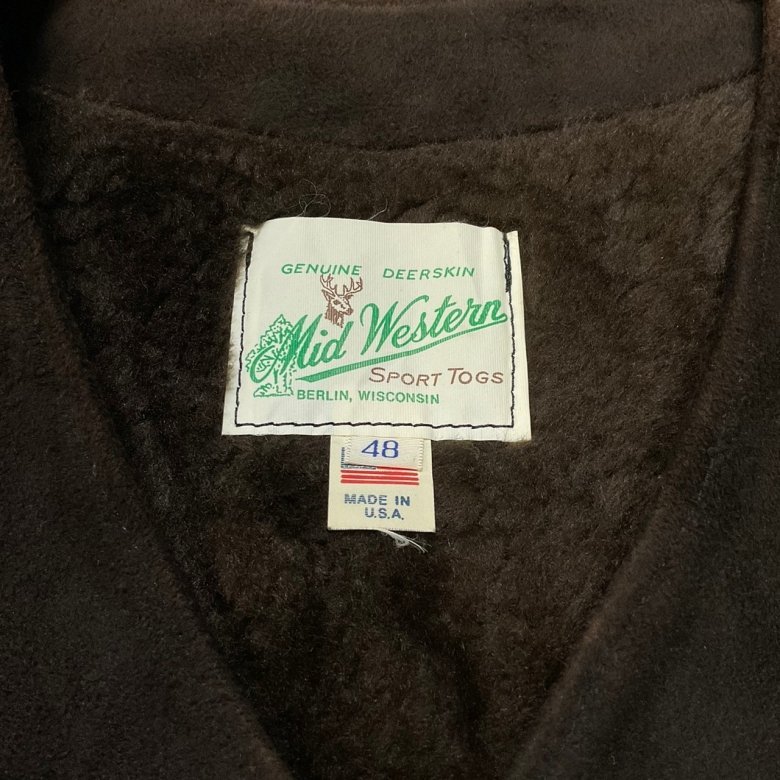 GENUINE DEERSKIN
Mid Western
SPORT TOGS
BERLIN, WISCONSIN
48
MADE IN
U.S.A.